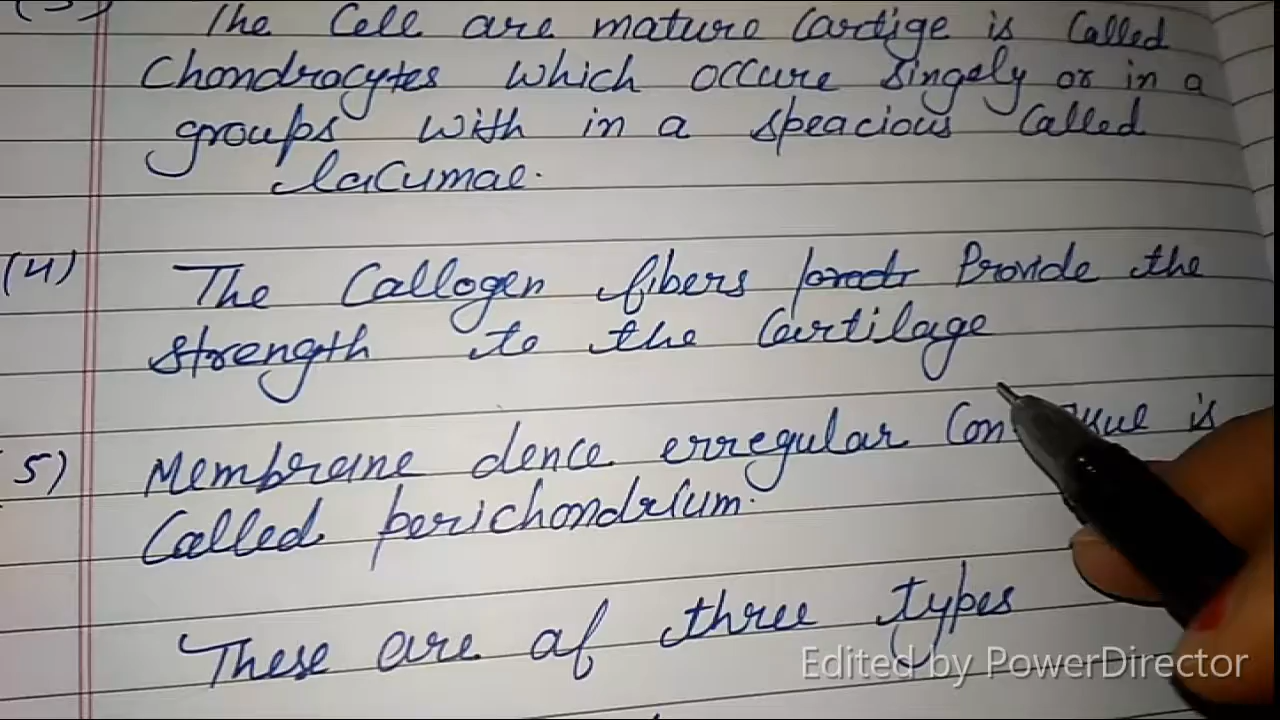 (3) The Cell are mature Cartige is Called
Chondrocytes which occure singely or in a
groups with in a speacious Called
lacumae.
(4) The Callogen fibers Provide the
strength to the Cartilage
5) Membrane dence erregular is
Called perichondrium.
These are of three types
Edited by PowerDirector